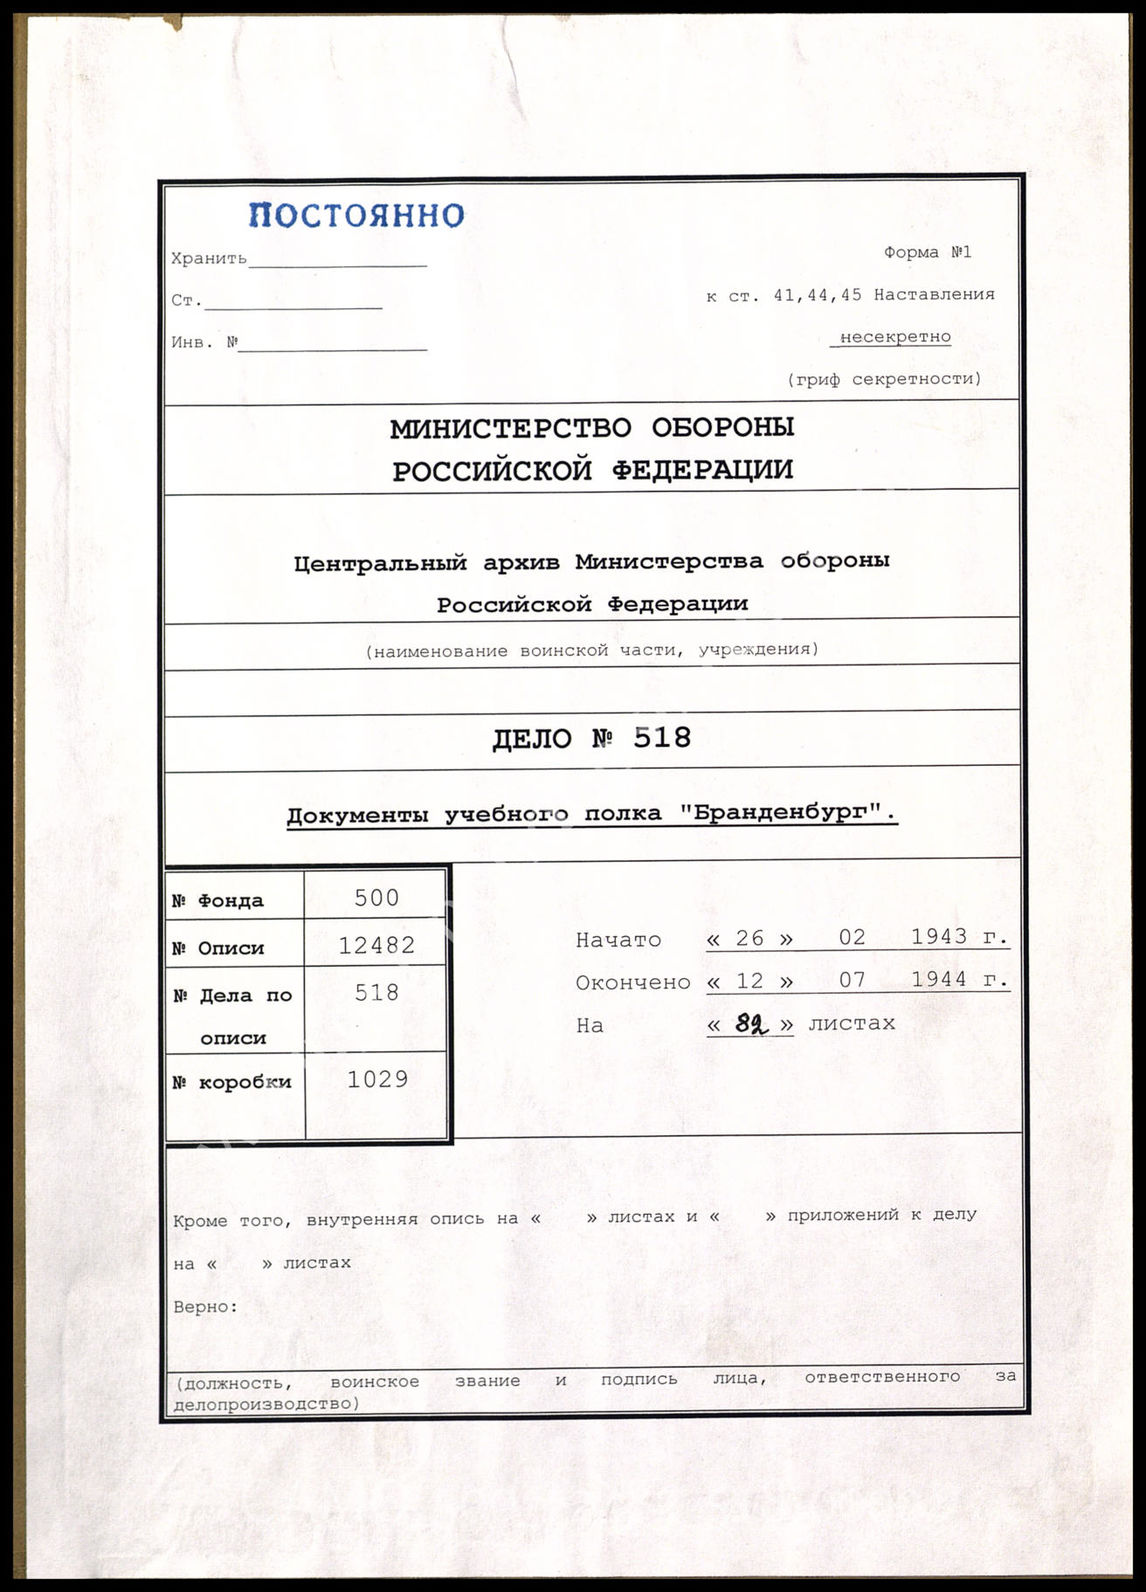 ПОСТОЯННО
Хранить
Форма №1
Ст.
к ст. 41,44,45 Наставления
Инв. №
несекретно
(гриф секретности)
МИНИСТЕРСТВО ОБОРОНЫ
РОССИЙСКОЙ ФЕДЕРАЦИИ
Центральный архив Министерства обороны
Российской Федерации
(наименование воинской части, учреждения)
ДЕЛО № 518
Документы учебного полка "Бранденбург".
№ Фонда 500
№ Описи 12482
№ Дела по 518
описи
№ коробки 1029
Начато « 26 » 02 1943 г.
Окончено « 12 » 07 1944 г.
На « 82 » листах
Кроме того, внутренняя опись на « » листах и « » приложений к делу
на « » листах
Верно:
(должность, воинское звание и подпись лица, ответственного за
делопроизводство)